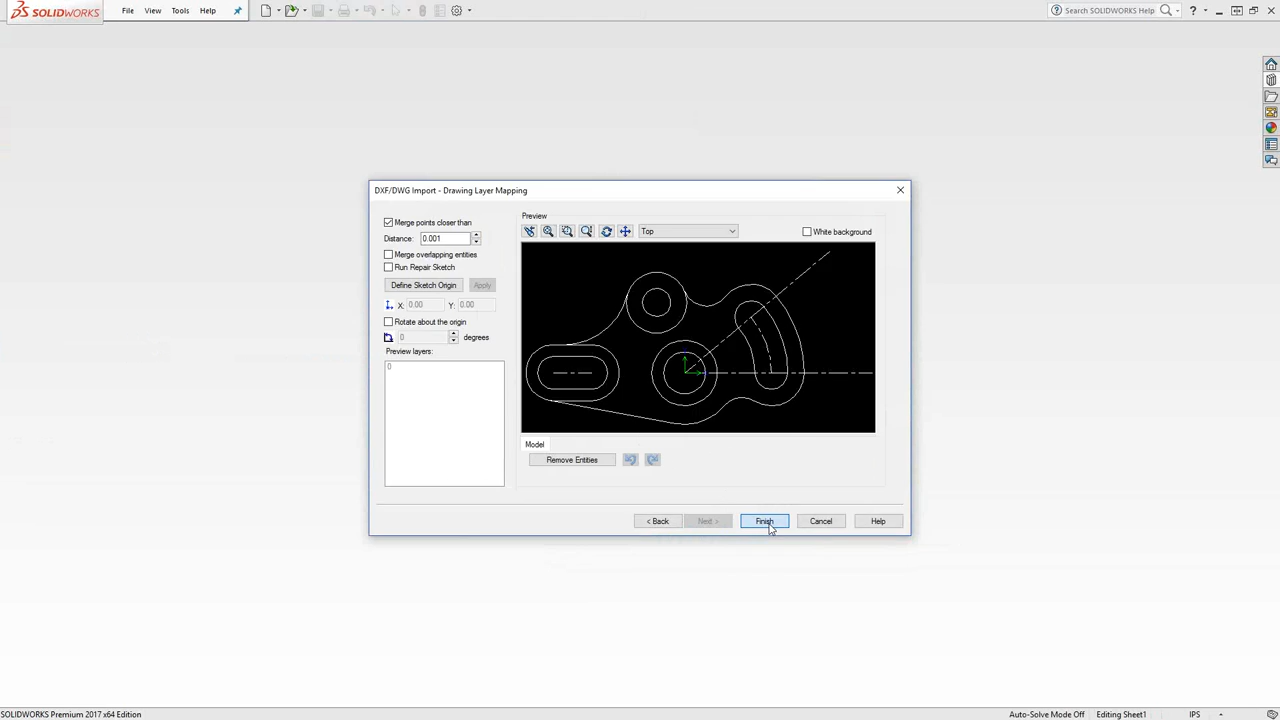 SOLIDWORKS File View Tools Help Search SOLIDWORKS Help ?
DXF/DWG Import - Drawing Layer Mapping
Merge points closer than
Distance: 0.001
Merge overlapping entities
Run Repair Sketch
Define Sketch Origin Apply
X: 0.00 Y: 0.00
Rotate about the origin
0 degrees
Preview layers:
0
Preview
Top White background
Model
Remove Entities
< Back Next > Finish Cancel Help
SOLIDWORKS Premium 2017 x64 Edition Auto-Solve Mode Off Editing Sheet1 IPS